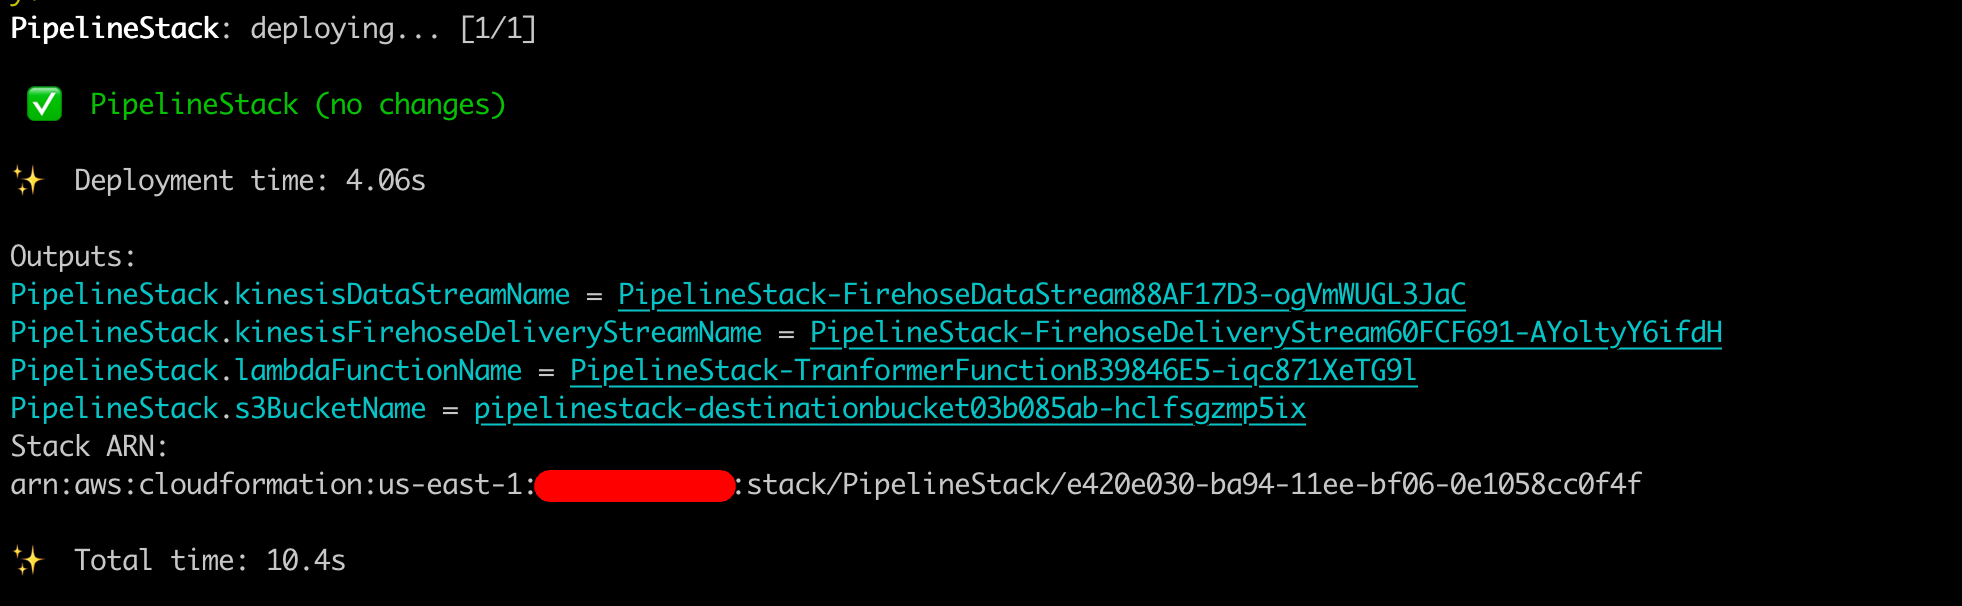 PipelineStack: deploying... [1/1]
✅ PipelineStack (no changes)
✨ Deployment time: 4.06s
Outputs:
PipelineStack.kinesisDataStreamName = PipelineStack-FirehoseDataStream88AF17D3-ogVmWUGL3JaC
PipelineStack.kinesisFirehoseDeliveryStreamName = PipelineStack-FirehoseDeliveryStream60FCF691-AYoltyY6ifdH
PipelineStack.lambdaFunctionName = PipelineStack-TranformerFunctionB39846E5-iqc871XeTG9l
PipelineStack.s3BucketName = pipelinestack-destinationbucket03b085ab-hclfsgzmp5ix
Stack ARN:
arn:aws:cloudformation:us-east-1::stack/PipelineStack/e420e030-ba94-11ee-bf06-0e1058cc0f4f
✨ Total time: 10.4s